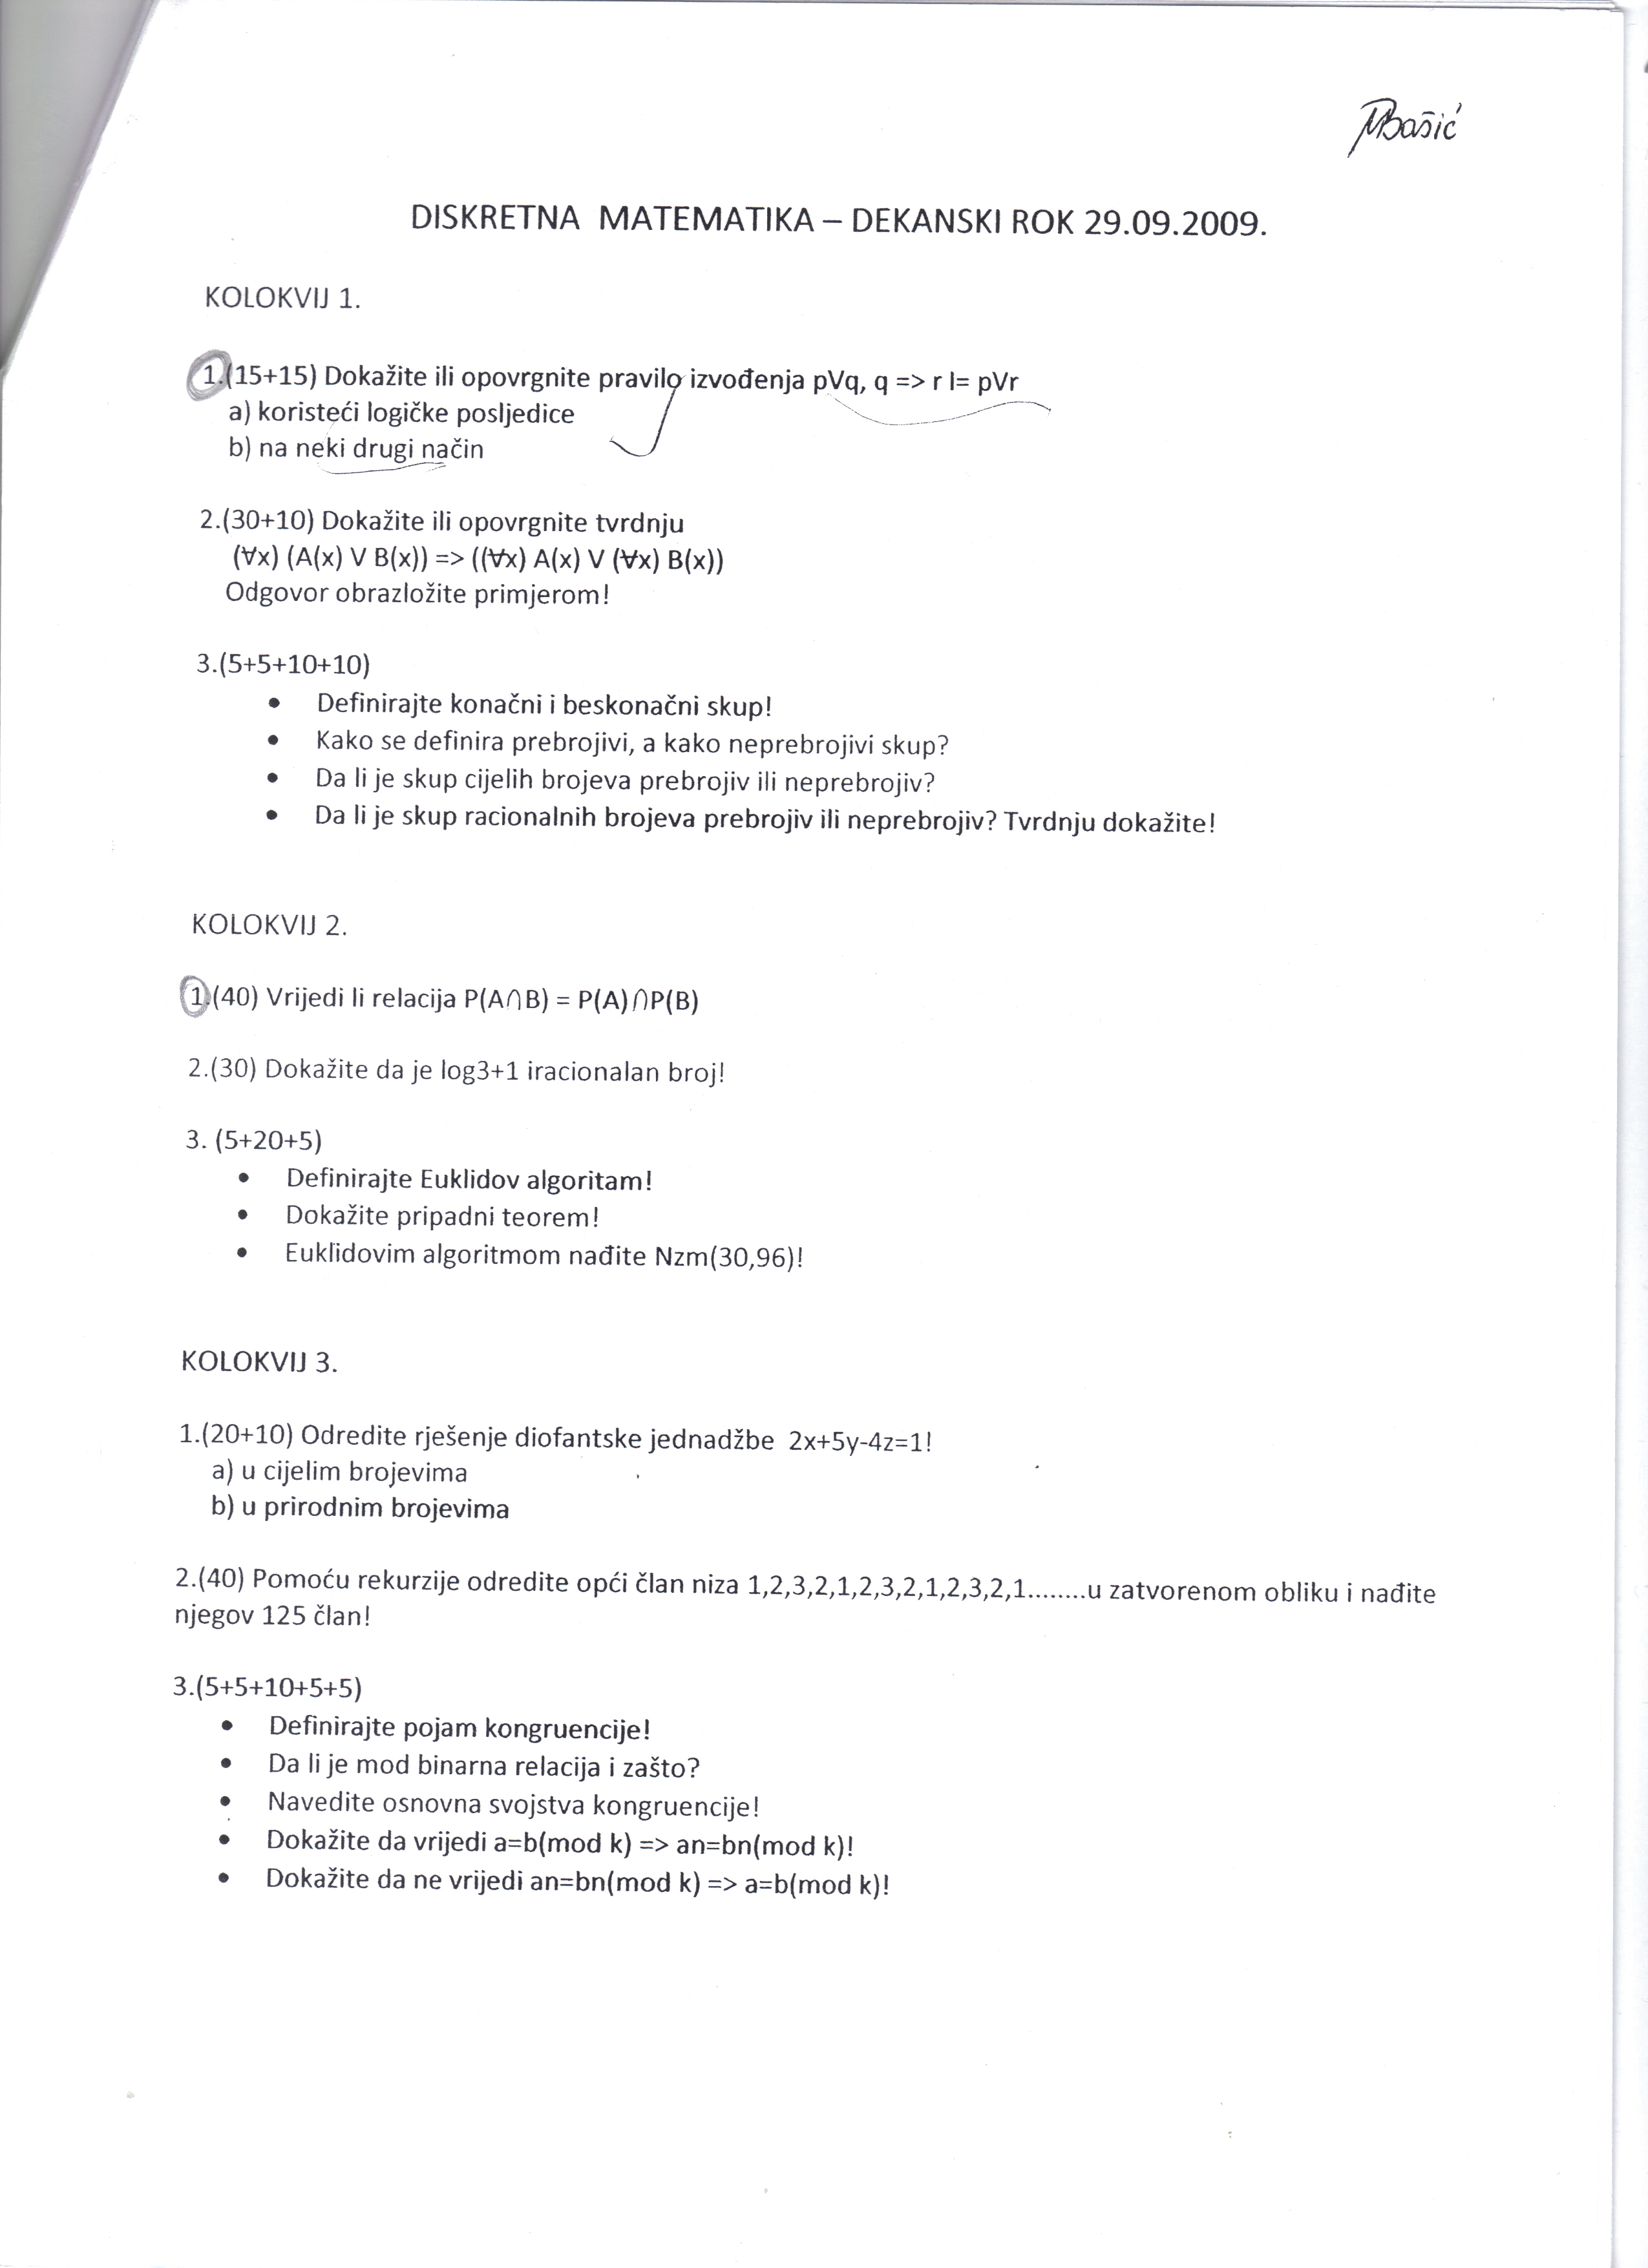 MBašić
DISKRETNA MATEMATIKA – DEKANSKI ROK 29.09.2009.
KOLOKVIJ 1.
1.(15+15) Dokažite ili opovrgnite pravilo izvođenja pVq, q => r I= pVr
a) koristeći logičke posljedice
b) na neki drugi način
2.(30+10) Dokažite ili opovrgnite tvrdnju
(∀x) (A(x) V B(x)) => ((∀x) A(x) V (∀x) B(x))
Odgovor obrazložite primjerom!
3.(5+5+10+10)
• Definirajte konačni i beskonačni skup!
• Kako se definira prebrojivi, a kako neprebrojivi skup?
• Da li je skup cijelih brojeva prebrojiv ili neprebrojiv?
• Da li je skup racionalnih brojeva prebrojiv ili neprebrojiv? Tvrdnju dokažite!
KOLOKVIJ 2.
1.(40) Vrijedi li relacija P(A∩B) = P(A)∩P(B)
2.(30) Dokažite da je log3+1 iracionalan broj!
3. (5+20+5)
• Definirajte Euklidov algoritam!
• Dokažite pripadni teorem!
• Euklidovim algoritmom nađite Nzm(30,96)!
KOLOKVIJ 3.
1.(20+10) Odredite rješenje diofantske jednadžbe 2x+5y-4z=1!
a) u cijelim brojevima
b) u prirodnim brojevima
2.(40) Pomoću rekurzije odredite opći član niza 1,2,3,2,1,2,3,2,1,2,3,2,1........u zatvorenom obliku i nađite
njegov 125 član!
3.(5+5+10+5+5)
• Definirajte pojam kongruencije!
• Da li je mod binarna relacija i zašto?
• Navedite osnovna svojstva kongruencije!
• Dokažite da vrijedi a=b(mod k) => an=bn(mod k)!
• Dokažite da ne vrijedi an=bn(mod k) => a=b(mod k)!